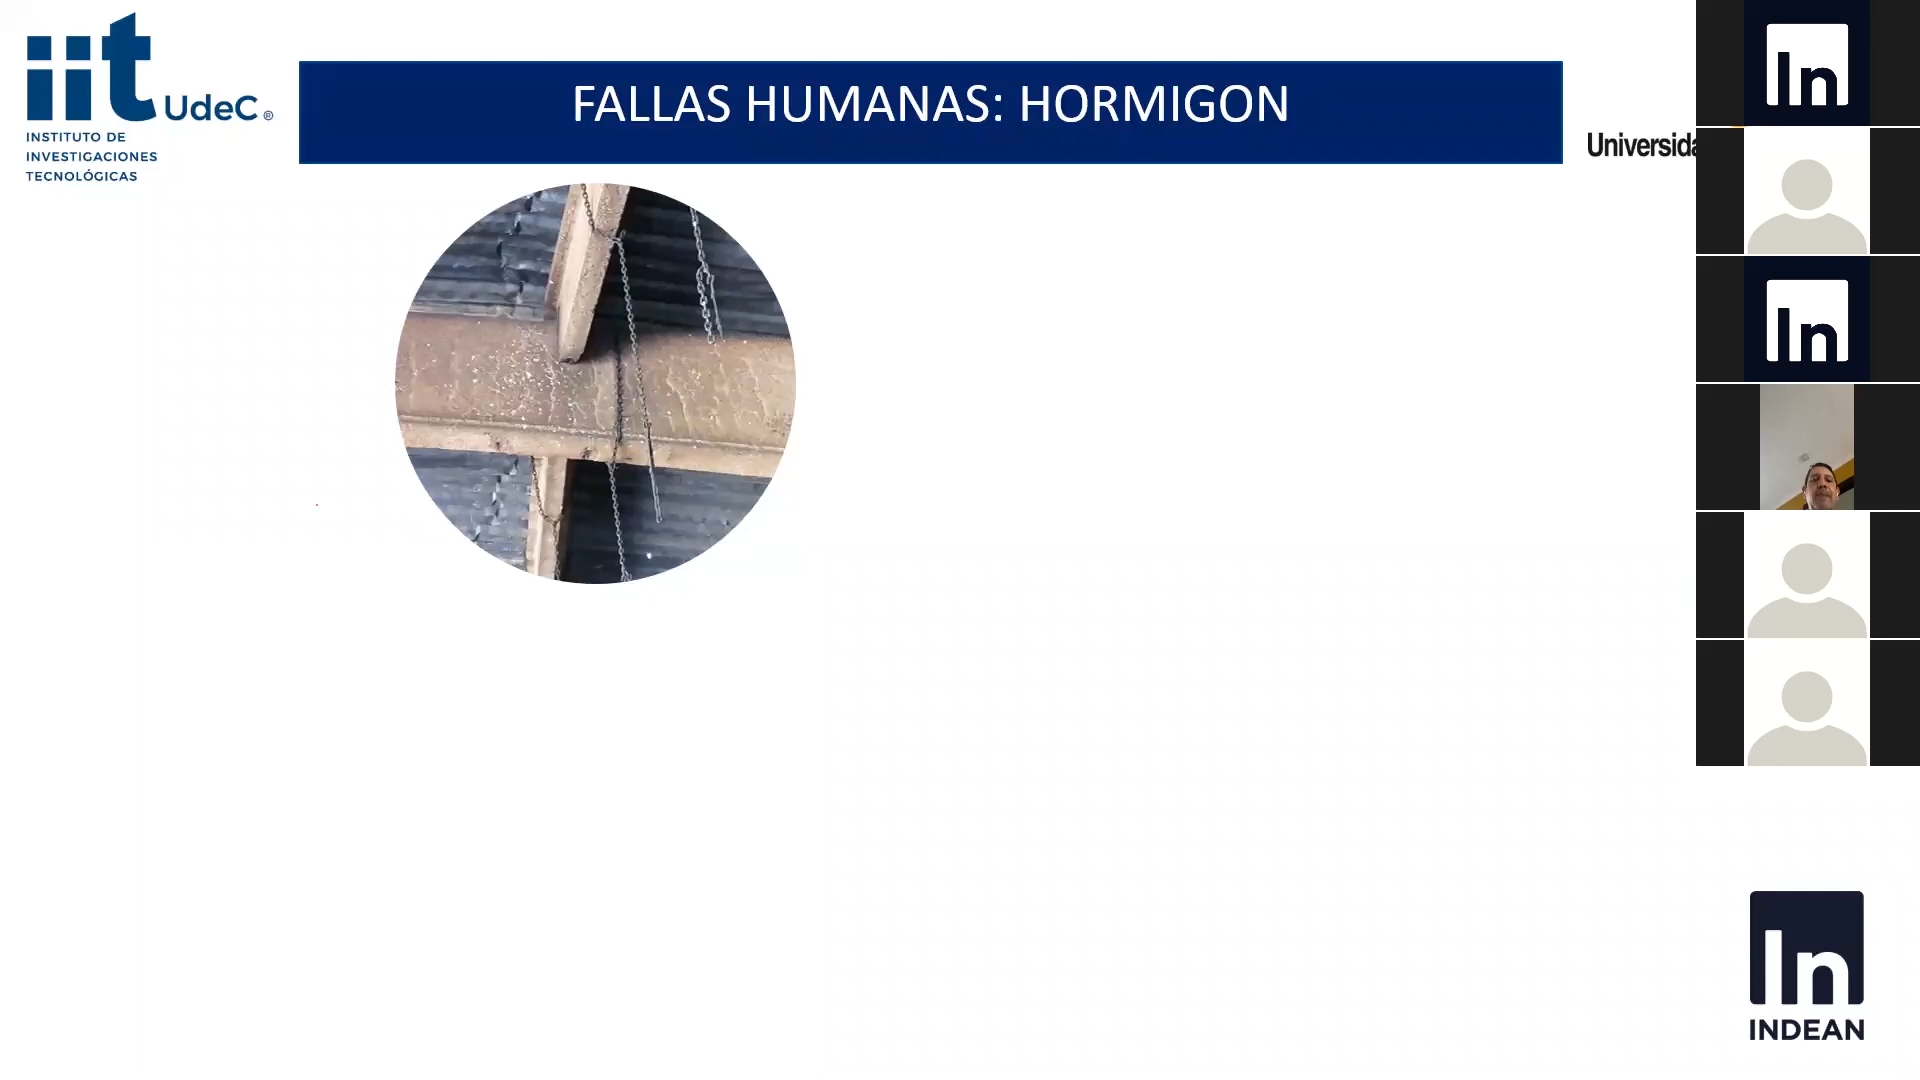 iit UdeC ®
INSTITUTO DE
INVESTIGACIONES
TECNOLÓGICAS
FALLAS HUMANAS: HORMIGON
Universida
In
In
In
INDEAN